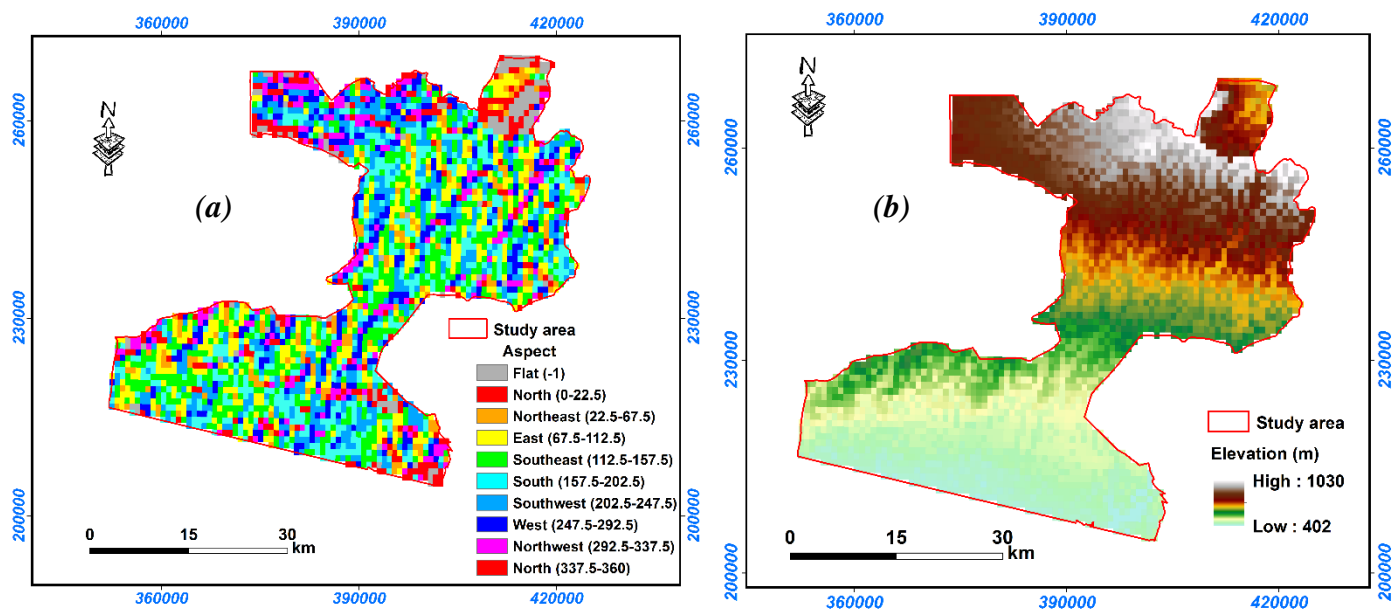 360000 390000 420000
N
260000
260000
(a)
230000
230000
Study area
Aspect
Flat (-1)
North (0-22.5)
Northeast (22.5-67.5)
East (67.5-112.5)
Southeast (112.5-157.5)
South (157.5-202.5)
Southwest (202.5-247.5)
West (247.5-292.5)
Northwest (292.5-337.5)
North (337.5-360)
200000
200000
0 15 30
km
360000 390000 420000
360000 390000 420000
N
260000
260000
(b)
230000
230000
Study area
Elevation (m)
High : 1030
Low : 402
0 15 30
km
200000
200000
360000 390000 420000